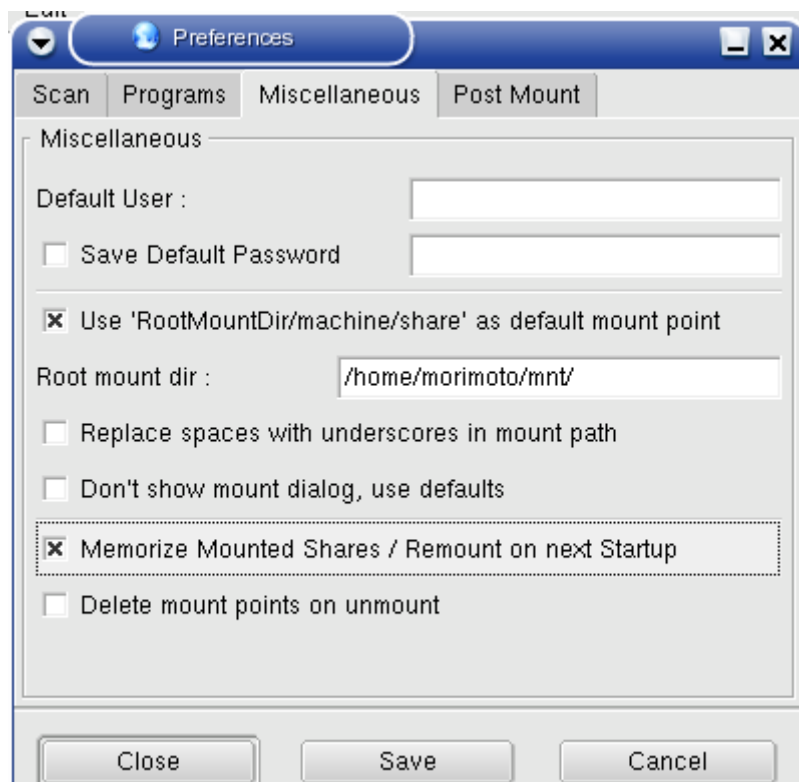 Edit
Preferences
Scan Programs Miscellaneous Post Mount
Miscellaneous
Default User :
Save Default Password
Use 'RootMountDir/machine/share' as default mount point
Root mount dir : /home/morimoto/mnt/
Replace spaces with underscores in mount path
Don't show mount dialog, use defaults
Memorize Mounted Shares / Remount on next Startup
Delete mount points on unmount
Close Save Cancel